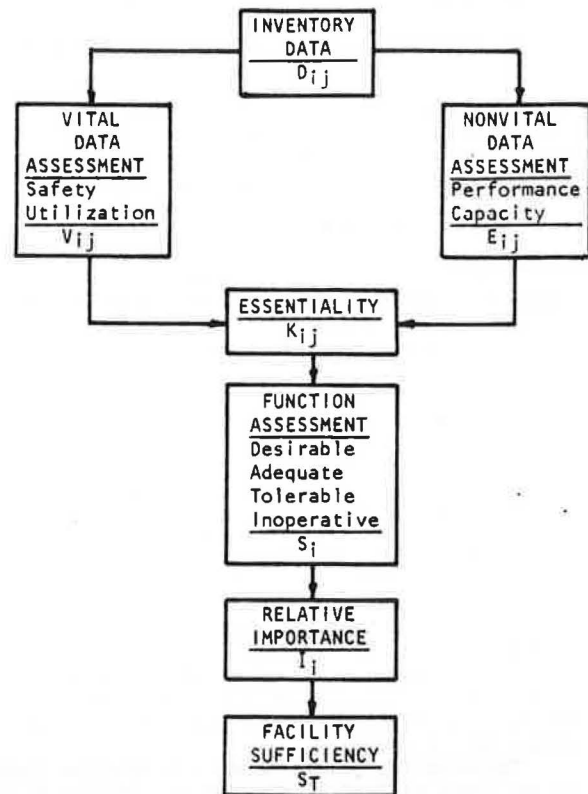 INVENTORY
DATA
Dij
VITAL
DATA
ASSESSMENT
Safety
Utilization
Vij
NONVITAL
DATA
ASSESSMENT
Performance
Capacity
Eij
ESSENTIALITY
Kij
FUNCTION
ASSESSMENT
Desirable
Adequate
Tolerable
Inoperative
Si
RELATIVE
IMPORTANCE
Ii
FACILITY
SUFFICIENCY
ST